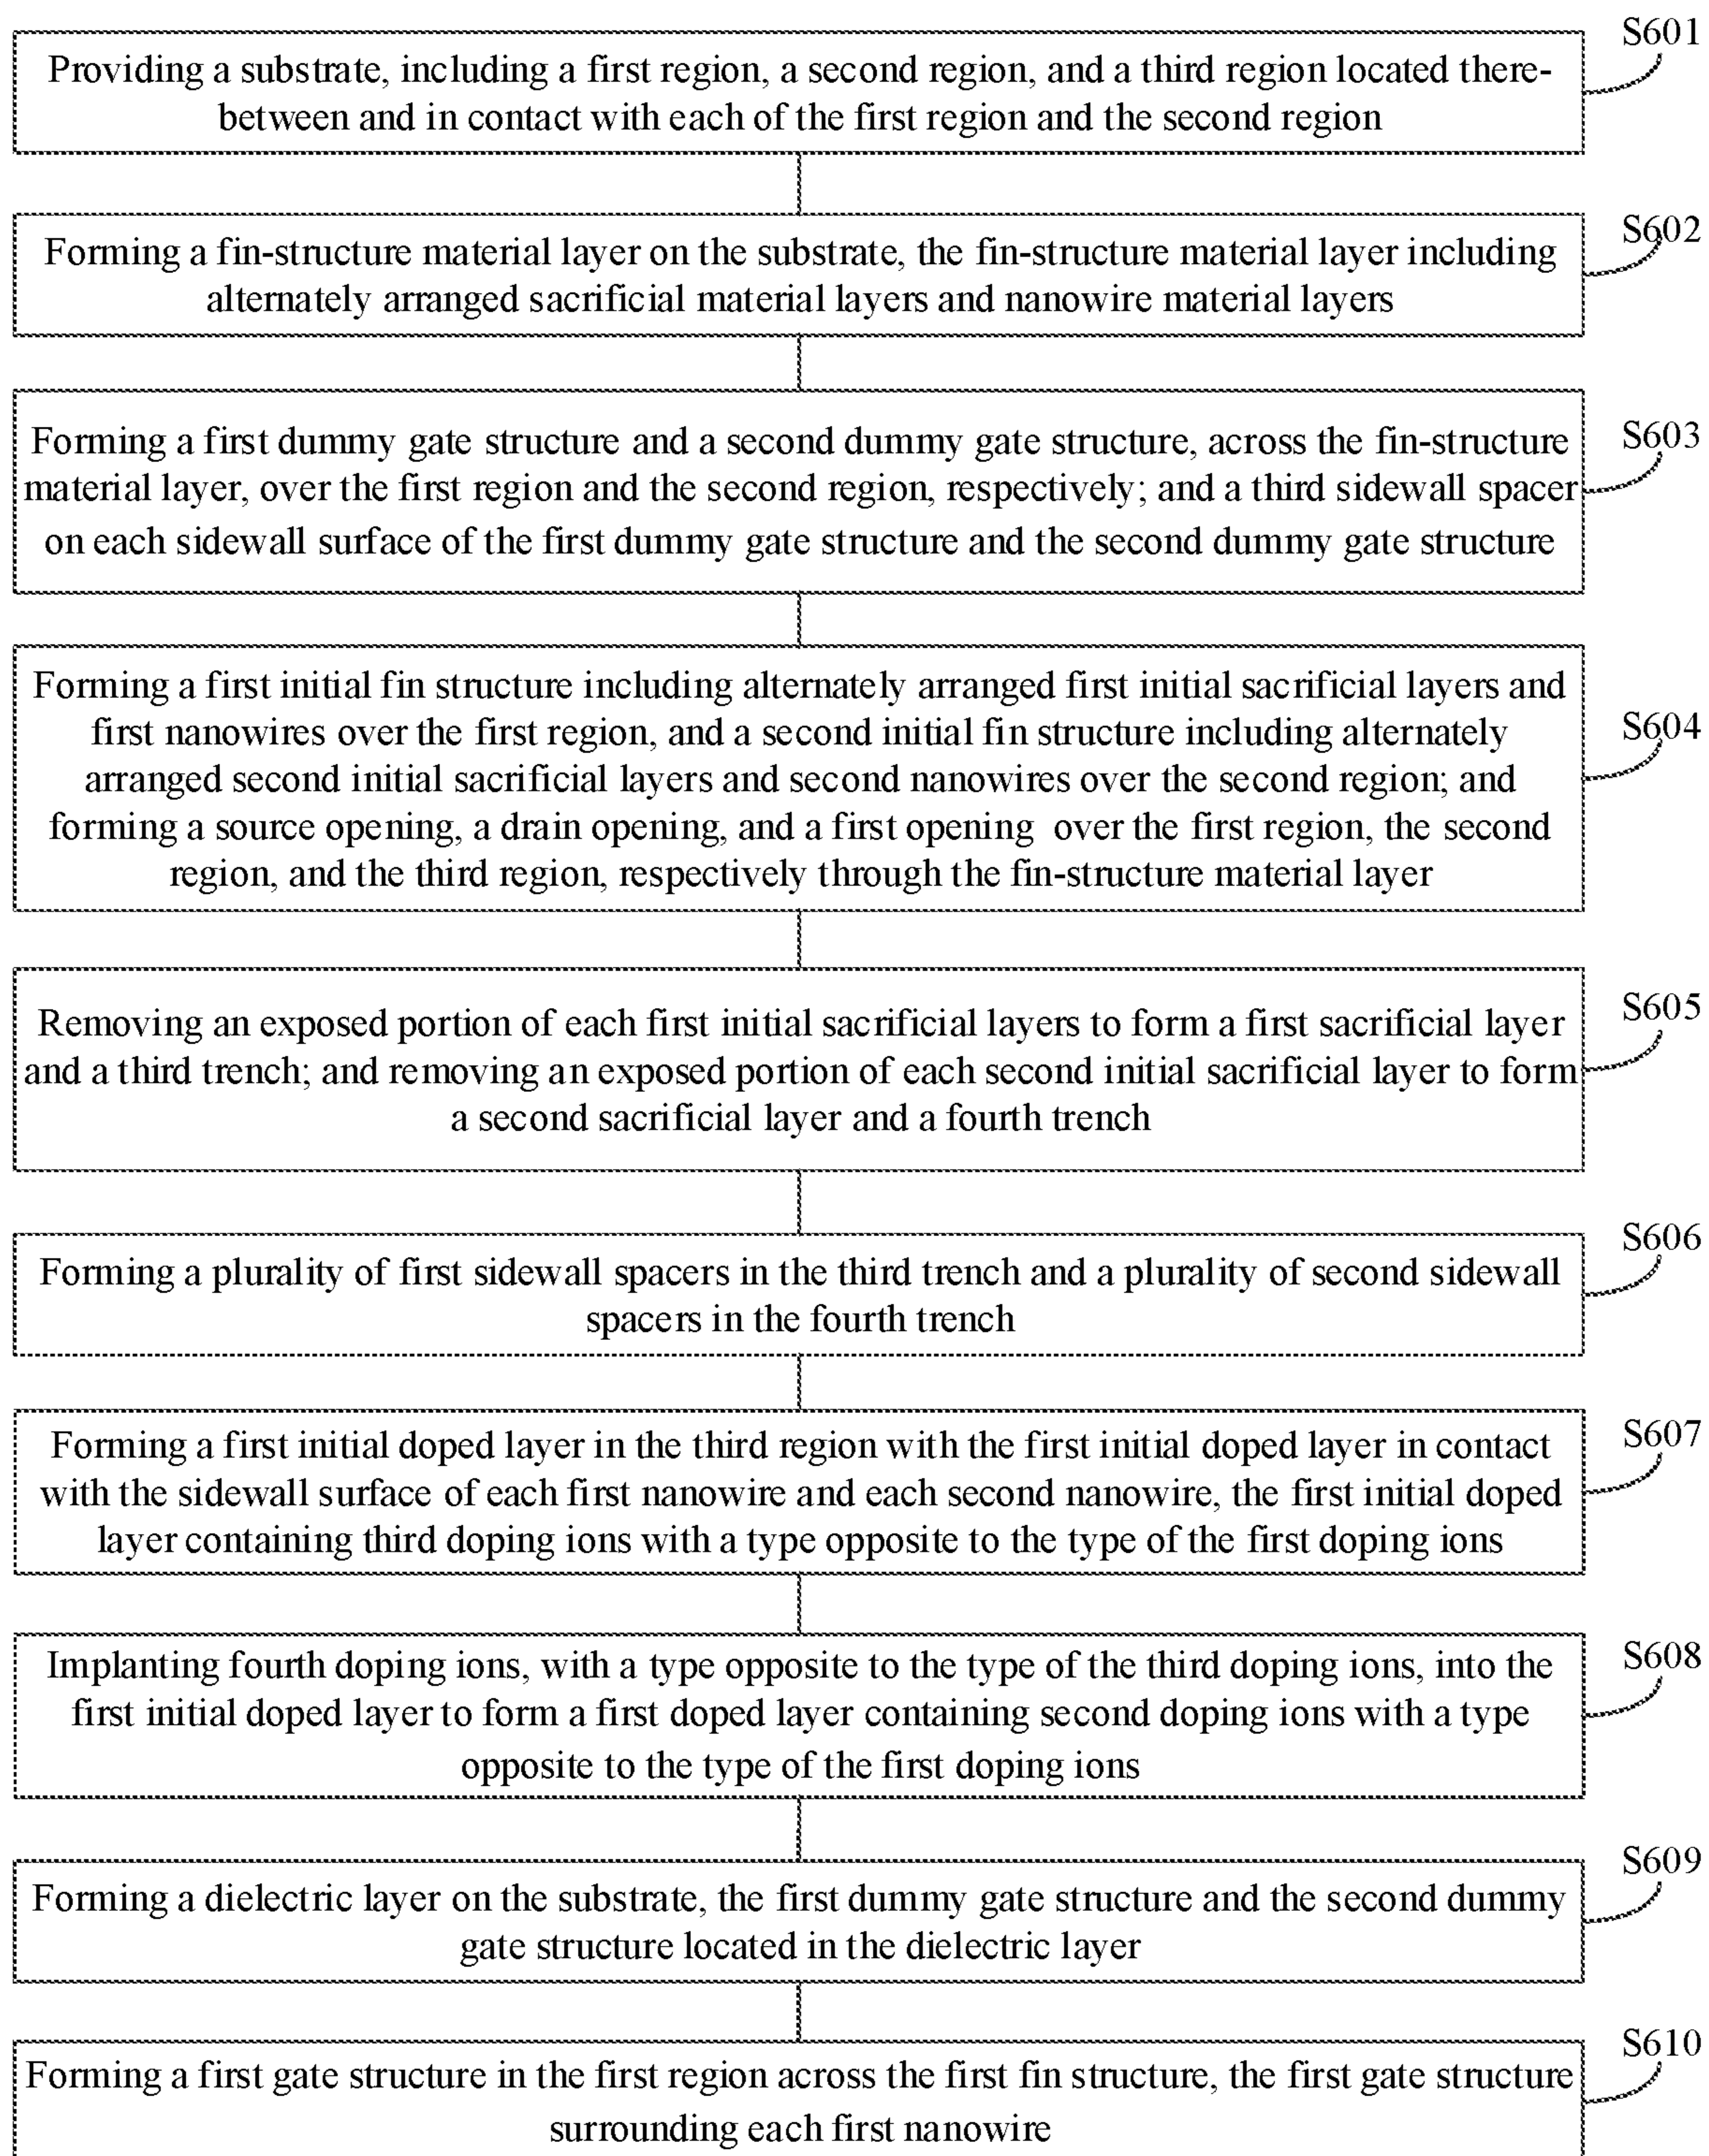 S601
Providing a substrate, including a first region, a second region, and a third region located there-
between and in contact with each of the first region and the second region
S602
Forming a fin-structure material layer on the substrate, the fin-structure material layer including
alternately arranged sacrificial material layers and nanowire material layers
S603
Forming a first dummy gate structure and a second dummy gate structure, across the fin-structure
material layer, over the first region and the second region, respectively; and a third sidewall spacer
on each sidewall surface of the first dummy gate structure and the second dummy gate structure
S604
Forming a first initial fin structure including alternately arranged first initial sacrificial layers and
first nanowires over the first region, and a second initial fin structure including alternately
arranged second initial sacrificial layers and second nanowires over the second region; and
forming a source opening, a drain opening, and a first opening over the first region, the second
region, and the third region, respectively through the fin-structure material layer
S605
Removing an exposed portion of each first initial sacrificial layers to form a first sacrificial layer
and a third trench; and removing an exposed portion of each second initial sacrificial layer to form
a second sacrificial layer and a fourth trench
S606
Forming a plurality of first sidewall spacers in the third trench and a plurality of second sidewall
spacers in the fourth trench
S607
Forming a first initial doped layer in the third region with the first initial doped layer in contact
with the sidewall surface of each first nanowire and each second nanowire, the first initial doped
layer containing third doping ions with a type opposite to the type of the first doping ions
S608
Implanting fourth doping ions, with a type opposite to the type of the third doping ions, into the
first initial doped layer to form a first doped layer containing second doping ions with a type
opposite to the type of the first doping ions
S609
Forming a dielectric layer on the substrate, the first dummy gate structure and the second dummy
gate structure located in the dielectric layer
S610
Forming a first gate structure in the first region across the first fin structure, the first gate structure
surrounding each first nanowire